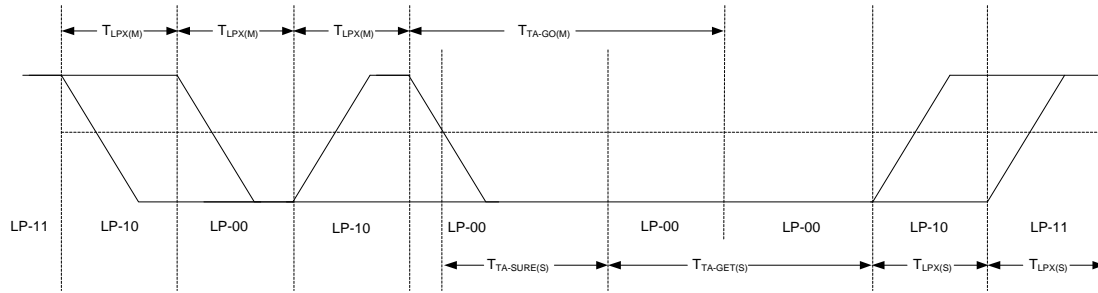 TLPX(M) TLPX(M) TLPX(M) TTA-GO(M)
LP-11 LP-10 LP-00 LP-10 LP-00 LP-00 LP-00 LP-10 LP-11
TTA-SURE(S) TTA-GET(S) TLPX(S) TLPX(S)